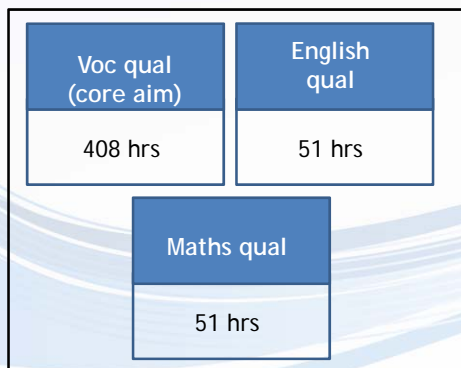 Voc qual
(core aim)
408 hrs
English
qual
51 hrs
Maths qual
51 hrs